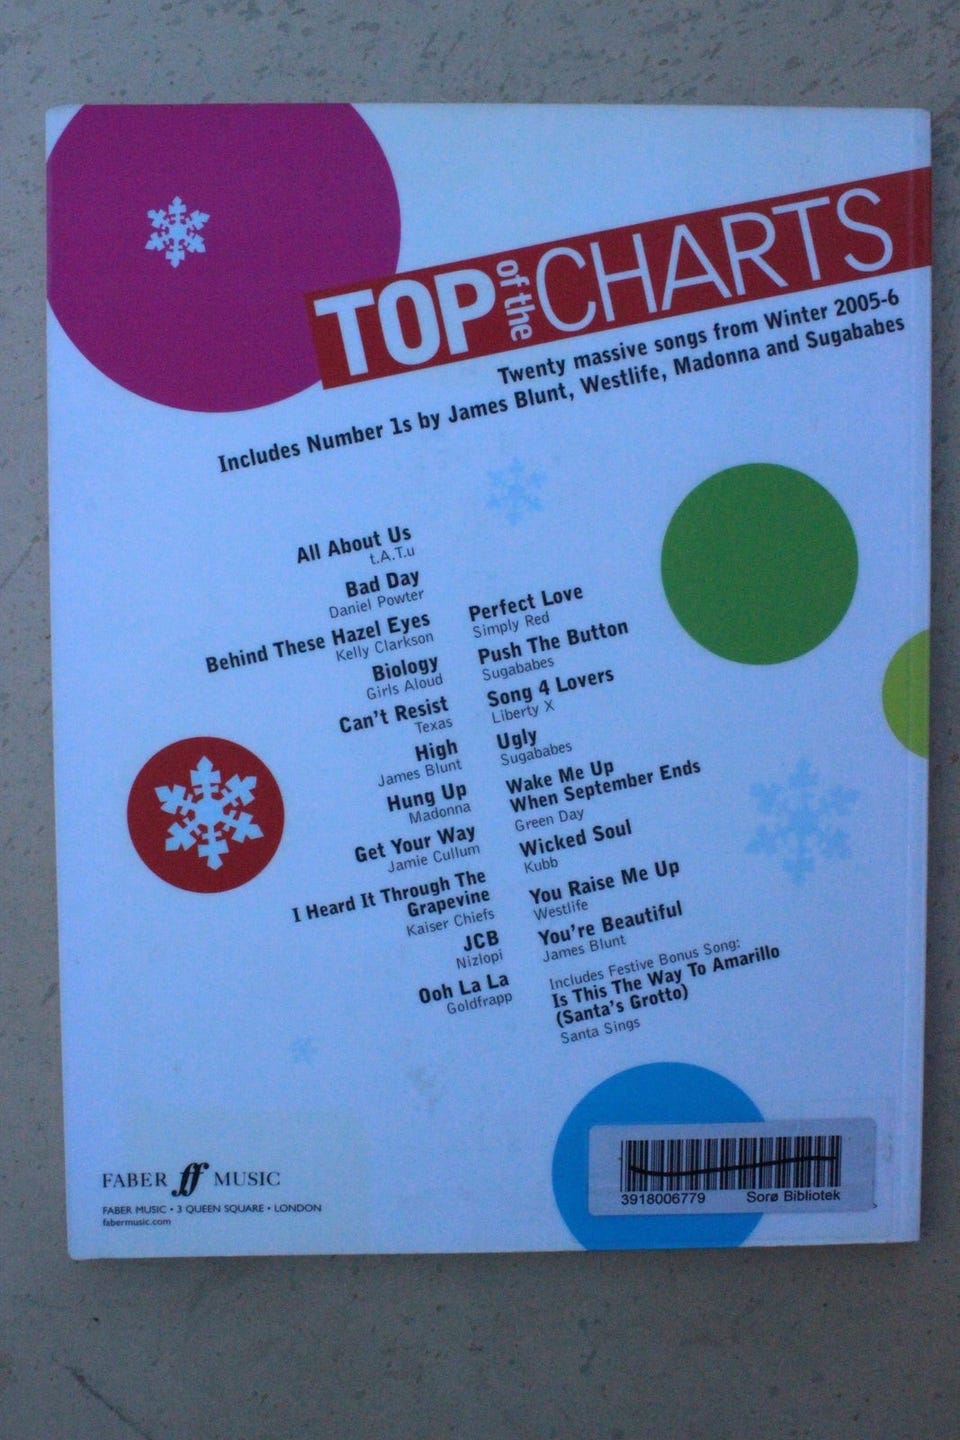 TOP of the CHARTS
Twenty massive songs from Winter 2005-6
Includes Number 1s by James Blunt, Westlife, Madonna and Sugababes
All About Us
t.A.T.u
Bad Day
Daniel Powter
Behind These Hazel Eyes
Kelly Clarkson
Biology
Girls Aloud
Can't Resist
Texas
High
James Blunt
Hung Up
Madonna
Get Your Way
Jamie Cullum
I Heard It Through The
Grapevine
Kaiser Chiefs
JCB
Nizlopi
Ooh La La
Goldfrapp
Perfect Love
Simply Red
Push The Button
Sugababes
Song 4 Lovers
Liberty X
Ugly
Sugababes
Wake Me Up
When September Ends
Green Day
Wicked Soul
Kubb
You Raise Me Up
Westlife
You're Beautiful
James Blunt
Includes Festive Bonus Song:
Is This The Way To Amarillo
(Santa's Grotto)
Santa Sings
FABER ff MUSIC
FABER MUSIC • 3 QUEEN SQUARE • LONDON
fabermusic.com
3918006779 Sorø Bibliotek